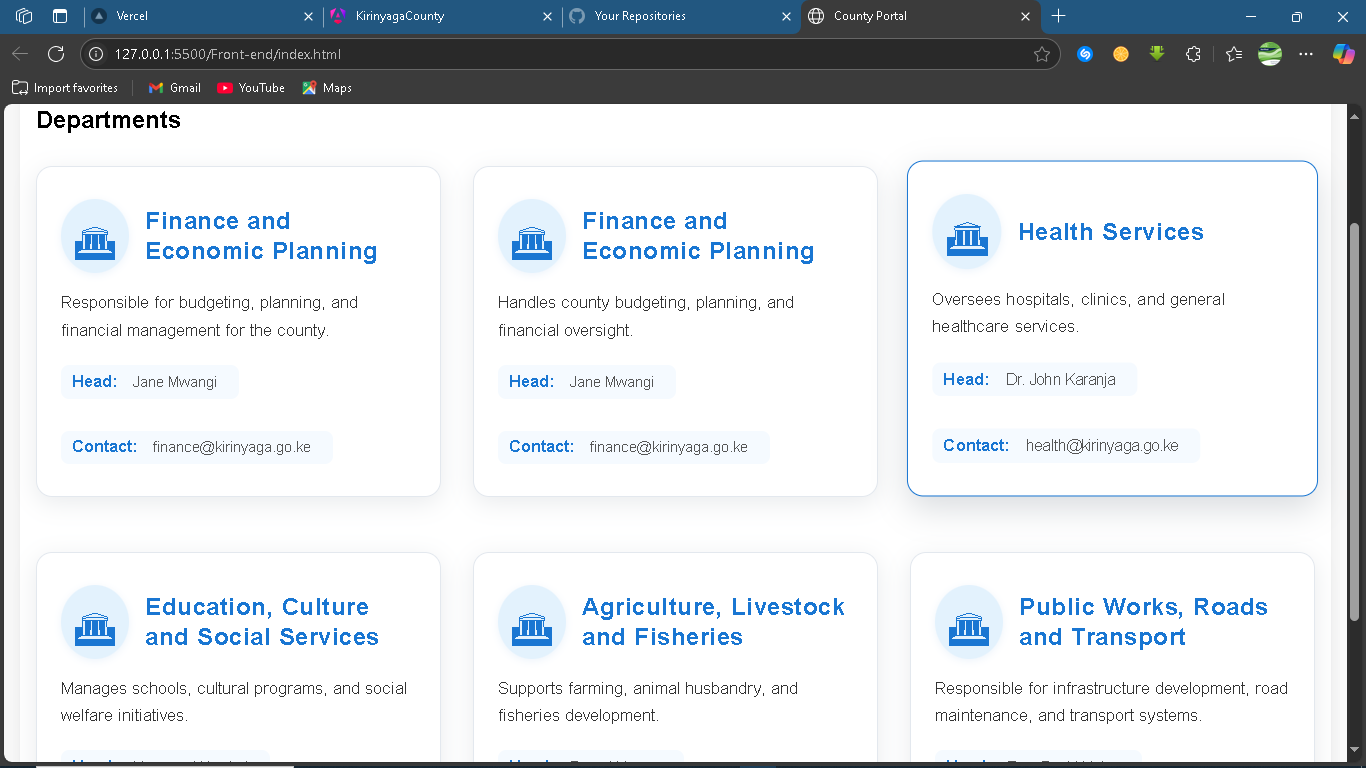 Vercel
KirinyagaCounty
Your Repositories
County Portal
127.0.0.1:5500/Front-end/index.html
Import favorites
Gmail
YouTube
Maps
Departments
Finance and
Economic Planning
Responsible for budgeting, planning, and
financial management for the county.
Head: Jane Mwangi
Contact: finance@kirinyaga.go.ke
Finance and
Economic Planning
Handles county budgeting, planning, and
financial oversight.
Head: Jane Mwangi
Contact: finance@kirinyaga.go.ke
Health Services
Oversees hospitals, clinics, and general
healthcare services.
Head: Dr. John Karanja
Contact: health@kirinyaga.go.ke
Education, Culture
and Social Services
Manages schools, cultural programs, and social
welfare initiatives.
Agriculture, Livestock
and Fisheries
Supports farming, animal husbandry, and
fisheries development.
Public Works, Roads
and Transport
Responsible for infrastructure development, road
maintenance, and transport systems.